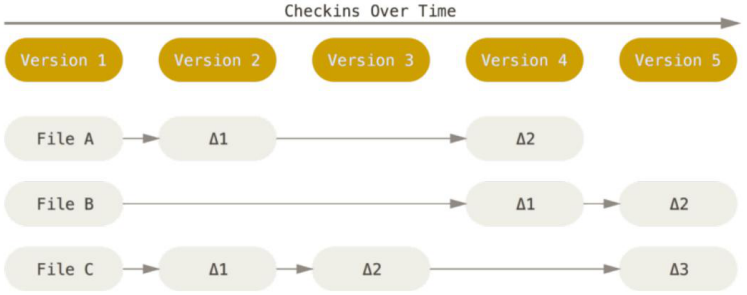 Checkins Over Time
Version 1 Version 2 Version 3 Version 4 Version 5
File A Δ1 Δ2
File B Δ1 Δ2
File C Δ1 Δ2 Δ3